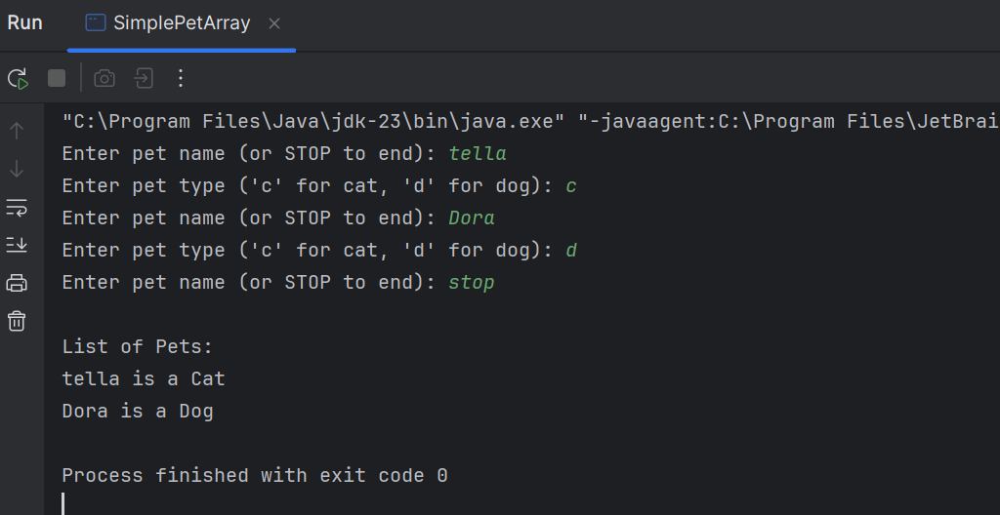 Run SimplePetArray
"C:\Program Files\Java\jdk-23\bin\java.exe" "-javaagent:C:\Program Files\JetBrai
Enter pet name (or STOP to end): tella
Enter pet type ('c' for cat, 'd' for dog): c
Enter pet name (or STOP to end): Dora
Enter pet type ('c' for cat, 'd' for dog): d
Enter pet name (or STOP to end): stop
List of Pets:
tella is a Cat
Dora is a Dog
Process finished with exit code 0